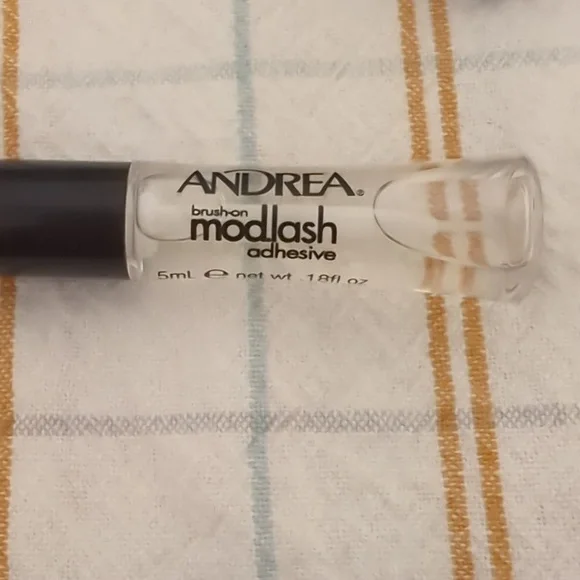 ANDREA®
brush-on
modlash
adhesive
5mL ℮ net wt .18fl oz